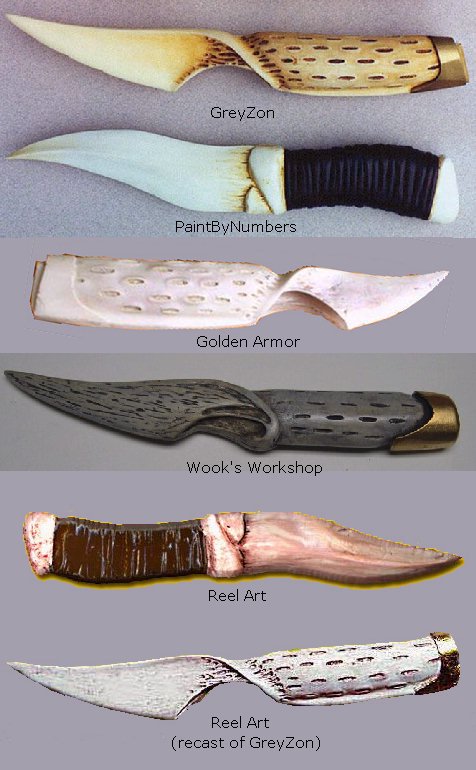 GreyZon
PaintByNumbers
Golden Armor
Wook's Workshop
Reel Art
Reel Art
(recast of GreyZon)